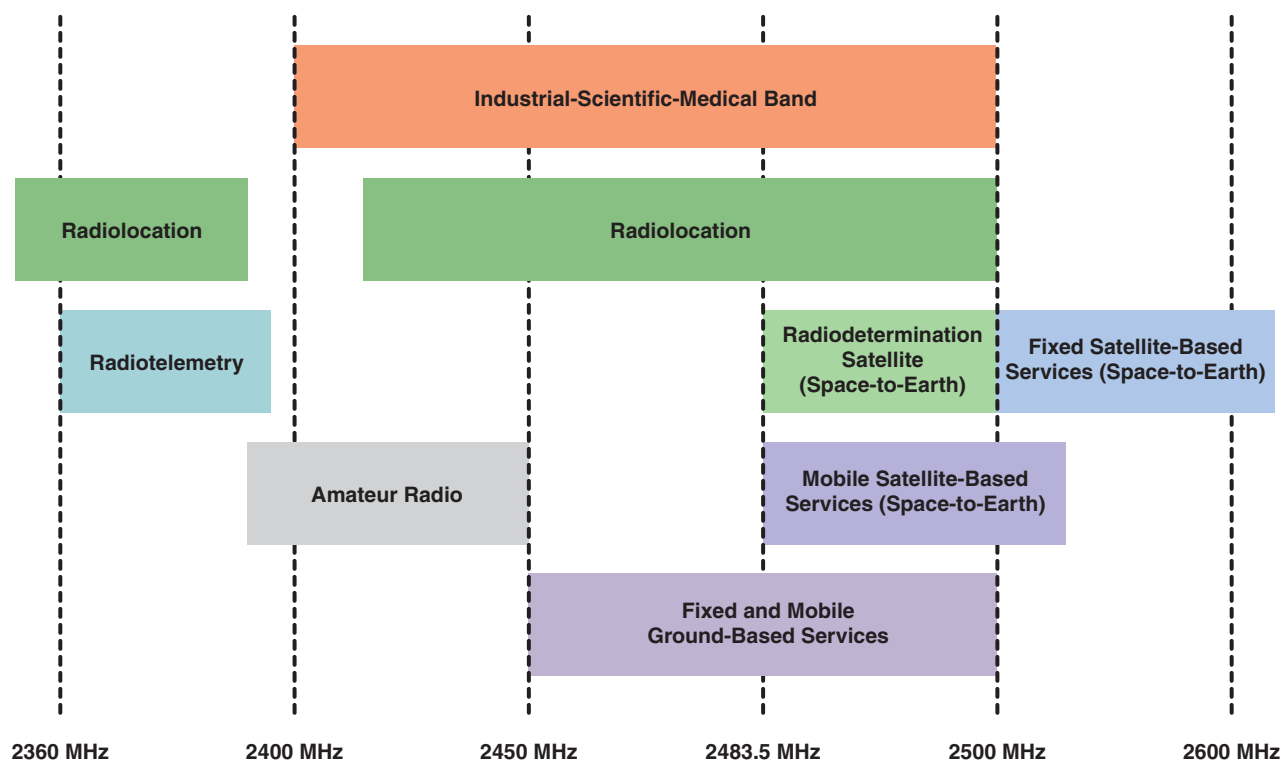 Industrial-Scientific-Medical Band
Radiolocation
Radiolocation
Radiotelemetry
Radiodetermination
Satellite
(Space-to-Earth)
Fixed Satellite-Based
Services (Space-to-Earth)
Amateur Radio
Mobile Satellite-Based
Services (Space-to-Earth)
Fixed and Mobile
Ground-Based Services
2360 MHz
2400 MHz
2450 MHz
2483.5 MHz
2500 MHz
2600 MHz